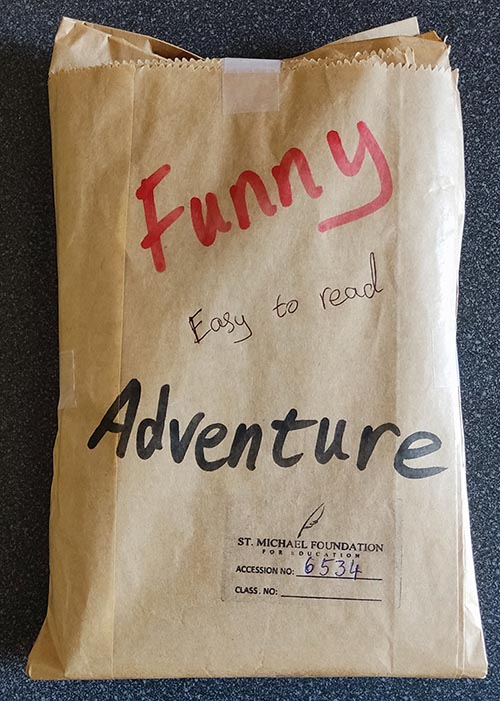 Funny
Easy to read
Adventure
ST. MICHAEL FOUNDATION
FOR EDUCATION
ACCESSION NO: 6534
CLASS. NO: